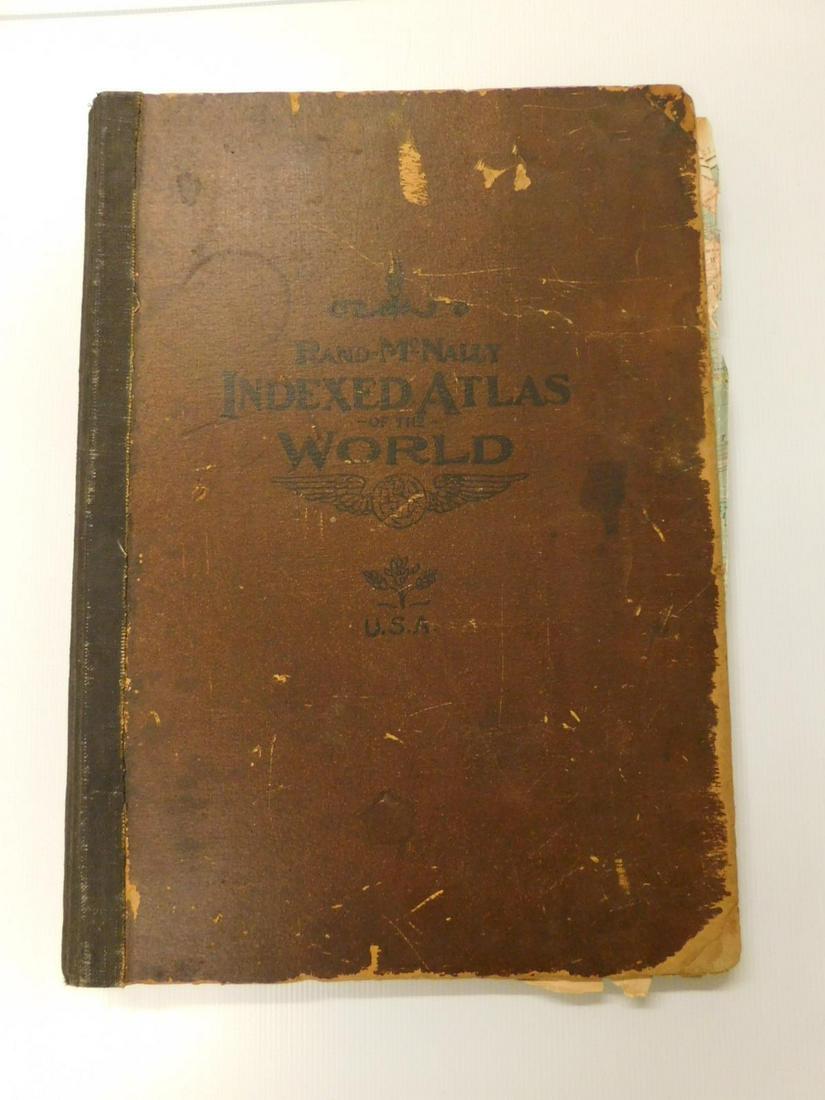 RAND-McNALLY
INDEXED ATLAS
-OF THE-
WORLD
U.S.A.